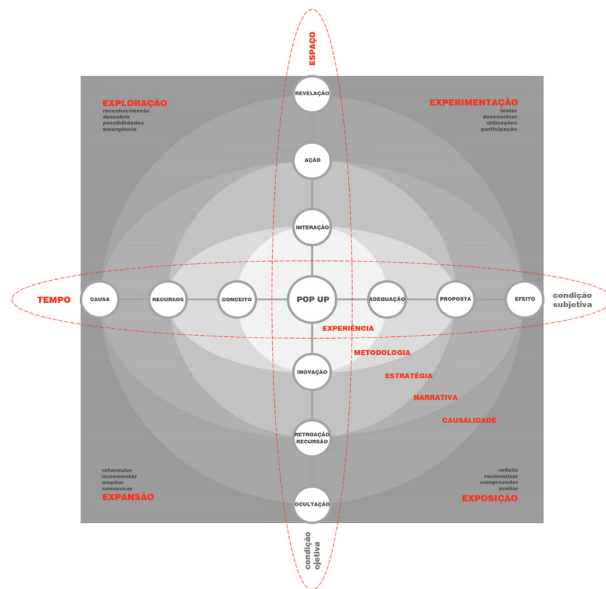 ESPAÇO
REVELAÇÃO
EXPLORAÇÃO
reconhecimento
descobrir
possibilidades
emergência
EXPERIMENTAÇÃO
testar
desenvolver
utilizações
participação
AÇÃO
INTERAÇÃO
TEMPO
CAUSA
RECURSOS
CONCEITO
POP UP
ADEQUAÇÃO
PROPOSTA
EFEITO
condição
subjetiva
EXPERIÊNCIA
METODOLOGIA
INOVAÇÃO
ESTRATÉGIA
NARRATIVA
CAUSALIDADE
RETROAÇÃO
RECURSÃO
reformular
incrementar
ampliar
comunicar
EXPANSÃO
refletir
racionalizar
compreender
avaliar
EXPOSIÇÃO
OCULTAÇÃO
condição
ojetiva